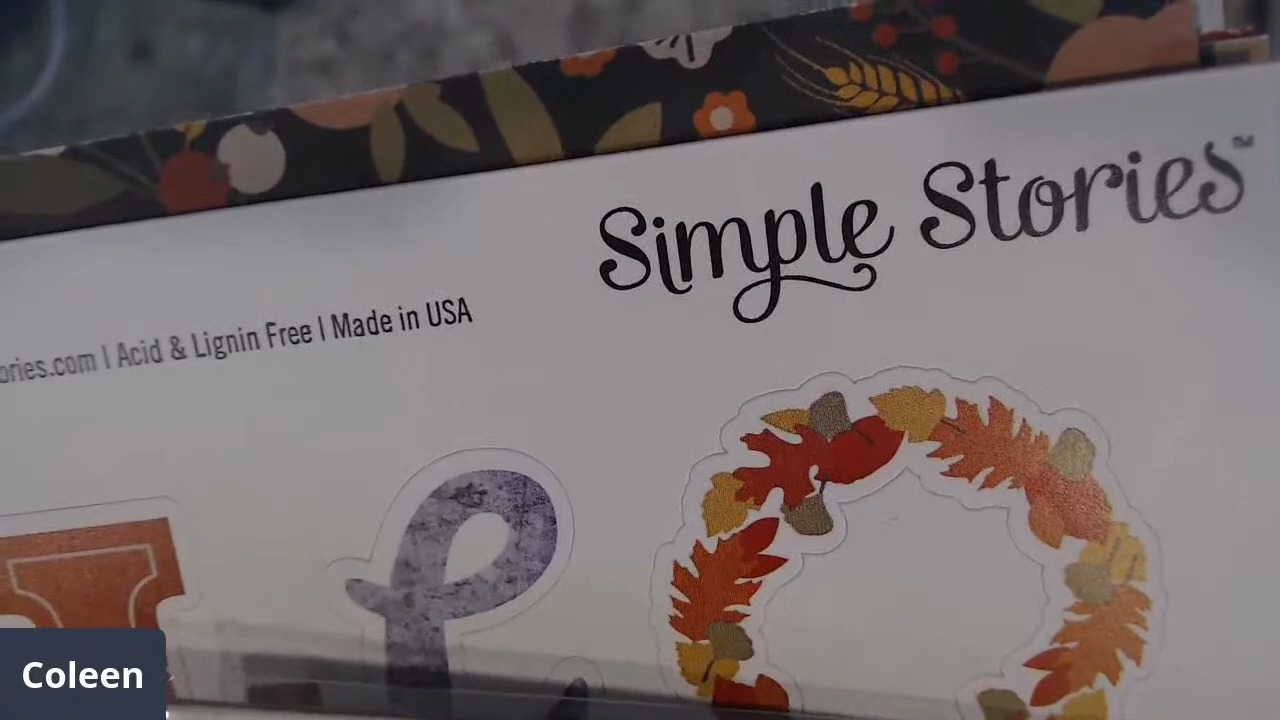 Simple Stories™
ories.com | Acid & Lignin Free | Made in USA
Coleen